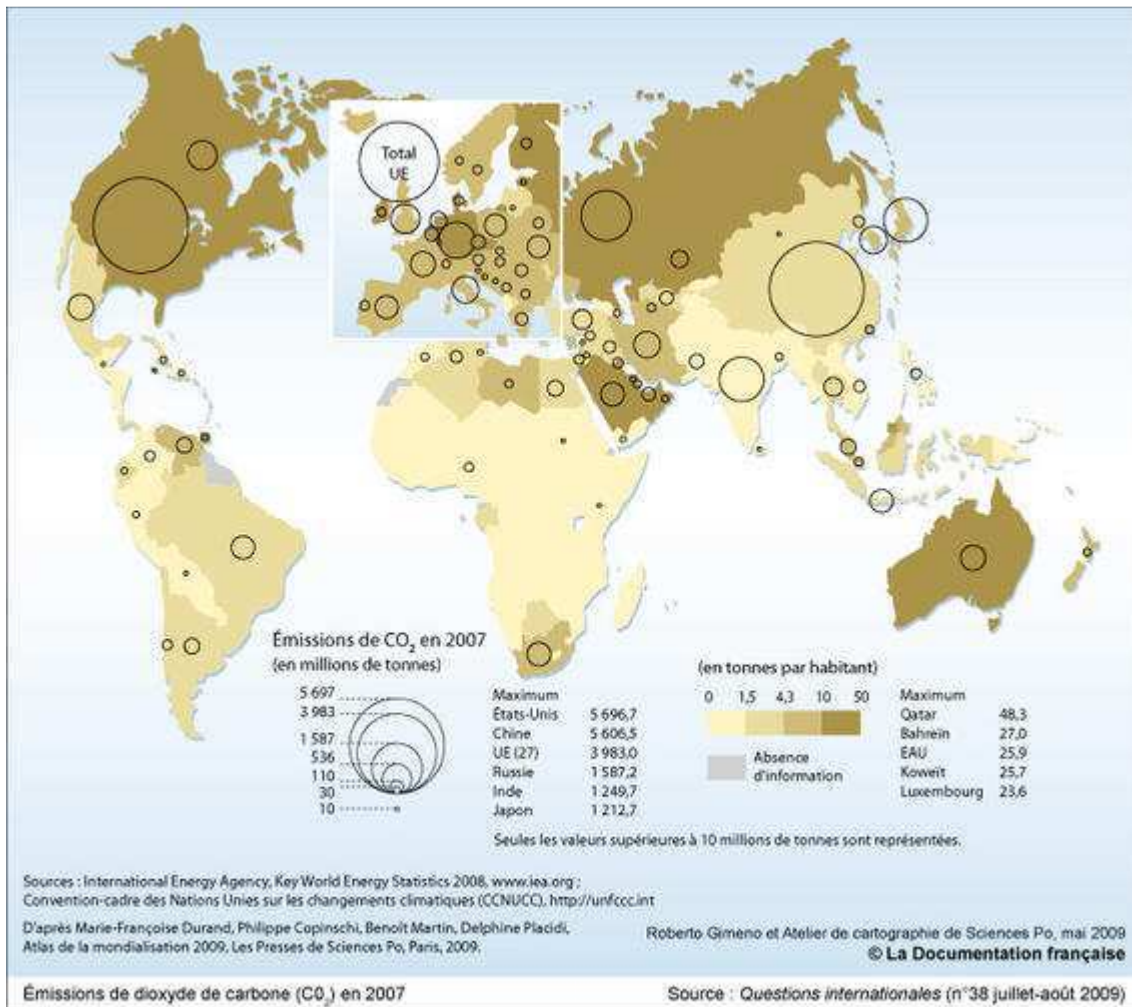 Total
UE
Émissions de CO₂ en 2007
(en millions de tonnes)
5 697
3 983
1 587
536
110
30
10
Maximum
États-Unis 5 696,7
Chine 5 606,5
UE (27) 3 983,0
Russie 1 587,2
Inde 1 249,7
Japon 1 212,7
(en tonnes par habitant)
0 1,5 4,3 10 50
Absence
d'information
Maximum
Qatar 48,3
Bahreïn 27,0
EAU 25,9
Koweït 25,7
Luxembourg 23,6
Seules les valeurs supérieures à 10 millions de tonnes sont représentées.
Sources : International Energy Agency, Key World Energy Statistics 2008, www.iea.org ;
Convention-cadre des Nations Unies sur les changements climatiques (CCNUCC), http://unfccc.int
D'après Marie-Françoise Durand, Philippe Copinschi, Benoît Martin, Delphine Placidi,
Atlas de la mondialisation 2009, Les Presses de Sciences Po, Paris, 2009.
Roberto Gimeno et Atelier de cartographie de Sciences Po, mai 2009
© La Documentation française
Émissions de dioxyde de carbone (C0₂) en 2007
Source : Questions internationales (n°38 juillet-août 2009)